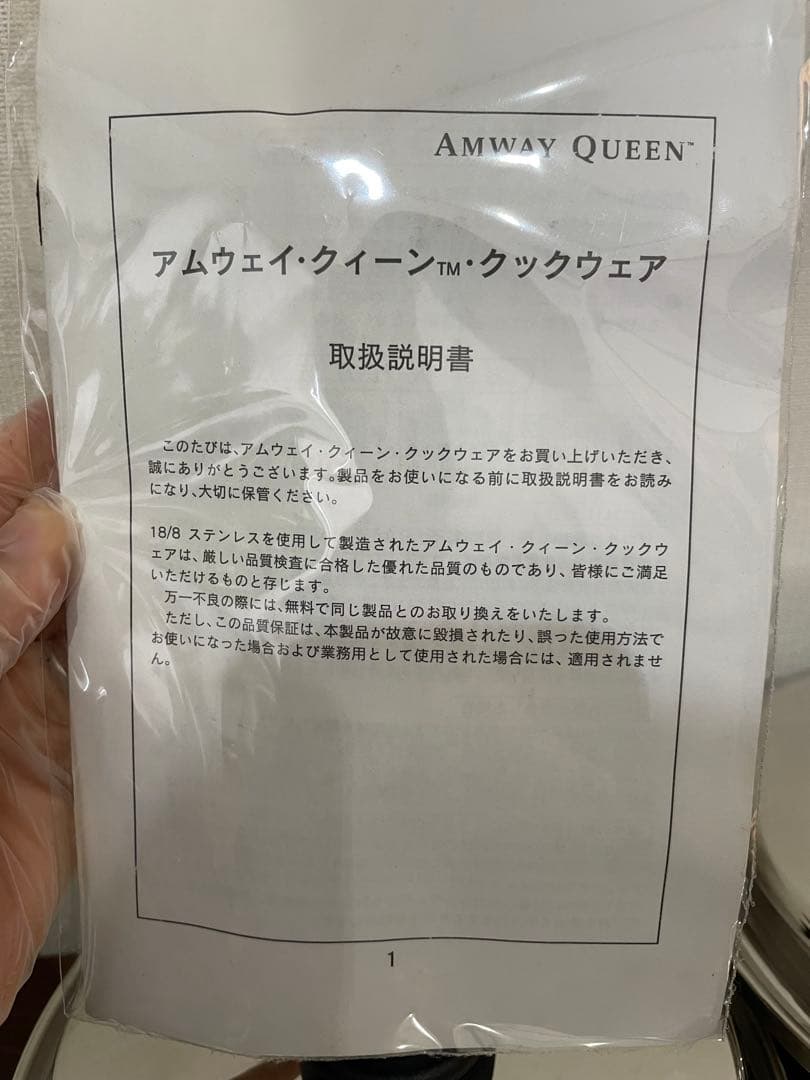 AMWAY QUEEN™
アムウェイ・クィーン™・クックウェア
取扱説明書
このたびは、アムウェイ・クィーン・クックウェアをお買い上げいただき、
誠にありがとうございます。製品をお使いになる前に取扱説明書をお読み
になり、大切に保管ください。
18/8 ステンレスを使用して製造されたアムウェイ・クィーン・クックウ
ェアは、厳しい品質検査に合格した優れた品質のものであり、皆様にご満足
いただけるものと存じます。
万一不良の際には、無料で同じ製品とのお取り換えをいたします。
ただし、この品質保証は、本製品が故意に毀損されたり、誤った使用方法で
お使いになった場合および業務用として使用された場合には、適用されませ
ん。
1